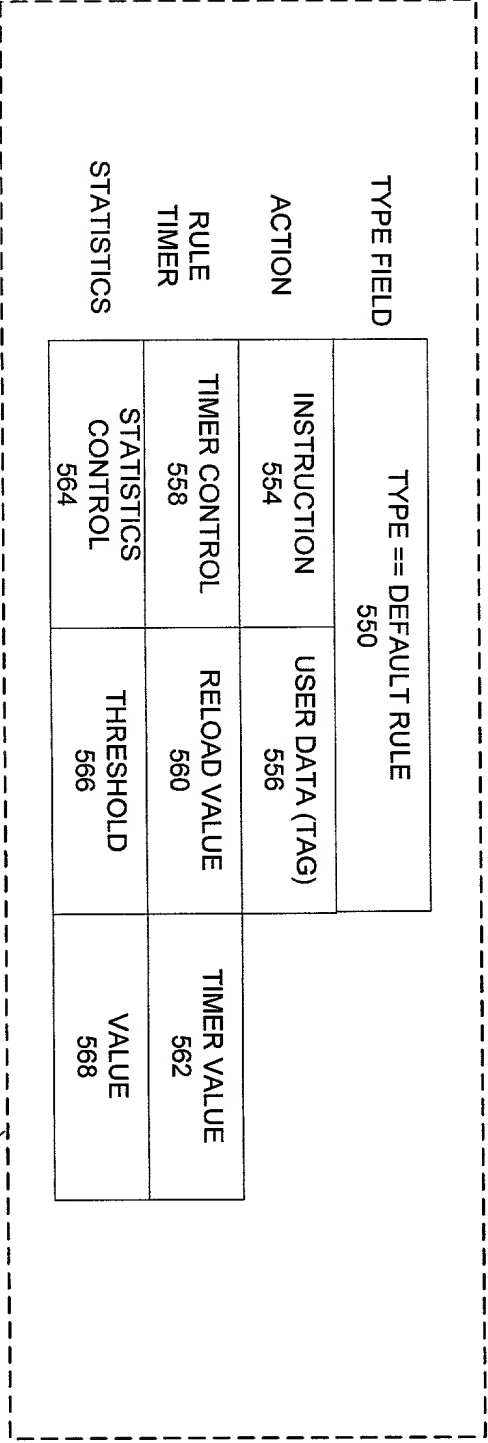 TYPE FIELD
TYPE == DEFAULT RULE
550
ACTION
INSTRUCTION
554
USER DATA (TAG)
556
RULE
TIMER
TIMER CONTROL
558
RELOAD VALUE
560
TIMER VALUE
562
STATISTICS
STATISTICS
CONTROL
564
THRESHOLD
566
VALUE
568